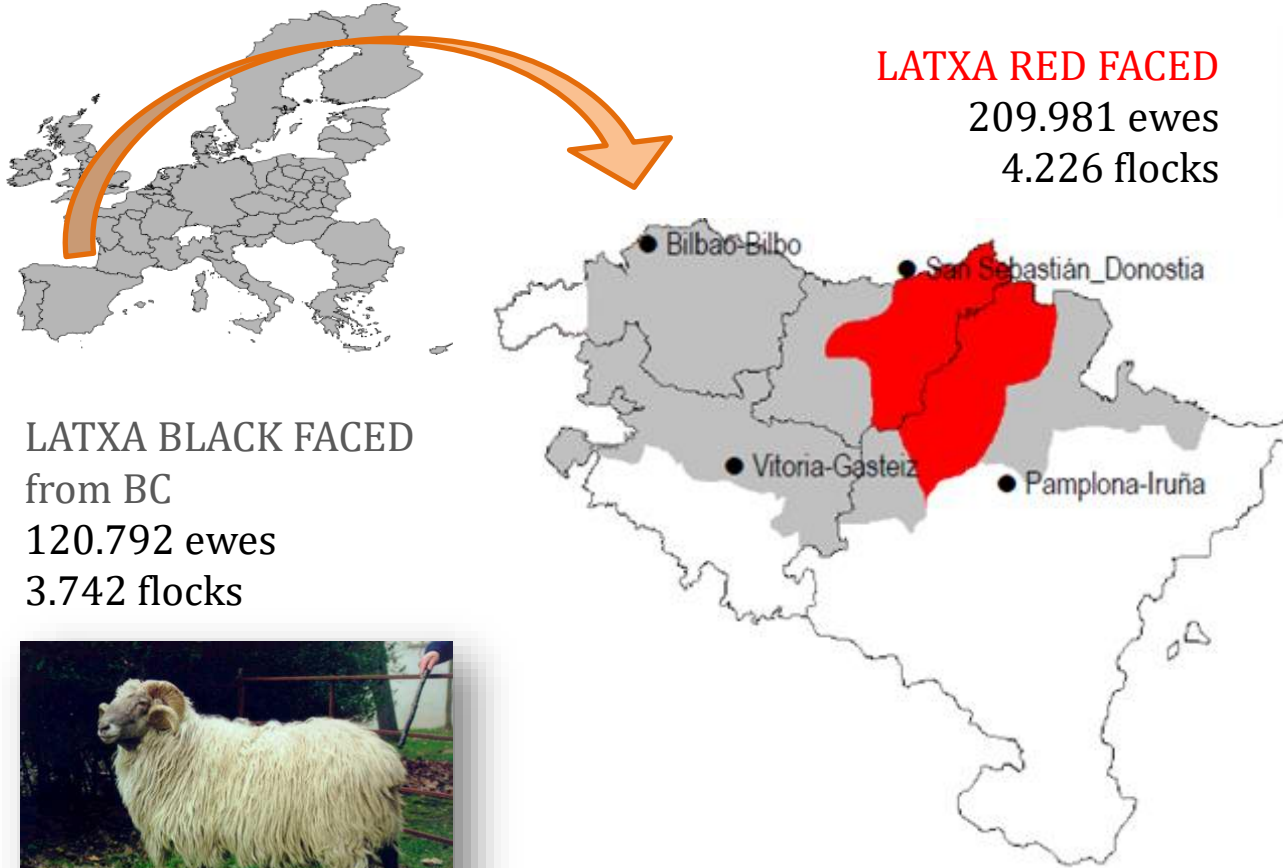 LATXA RED FACED
209.981 ewes
4.226 flocks
Bilbao-Bilbo
San Sebastián_Donostia
Vitoria-Gasteiz
Pamplona-Iruña
LATXA BLACK FACED
from BC
120.792 ewes
3.742 flocks